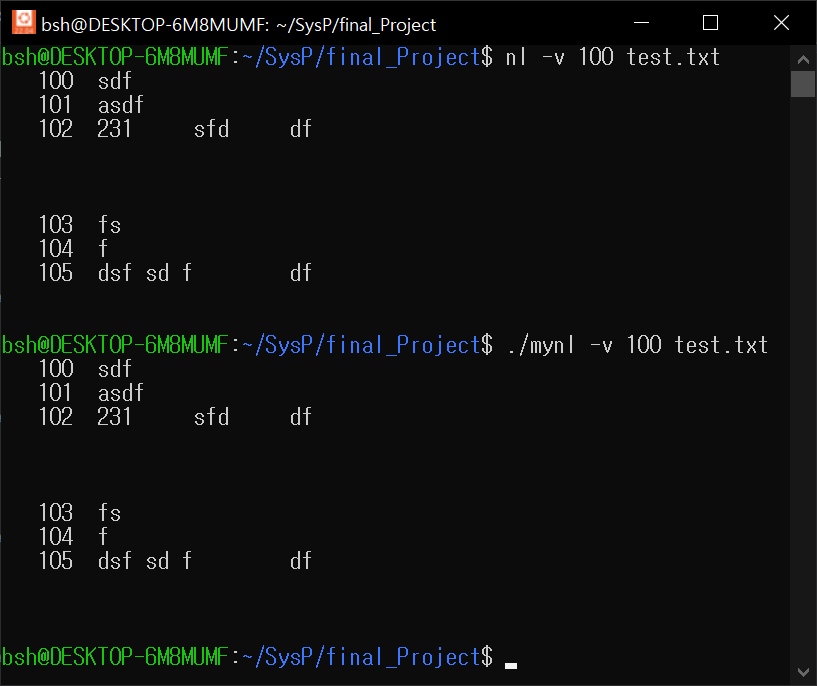 bsh@DESKTOP-6M8MUMF: ~/SysP/final_Project
bsh@DESKTOP-6M8MUMF:~/SysP/final_Project$ nl -v 100 test.txt
   100  sdf
   101  asdf
   102  231     sfd     df
   103  fs
   104  f
   105  dsf sd f        df
bsh@DESKTOP-6M8MUMF:~/SysP/final_Project$ ./mynl -v 100 test.txt
   100  sdf
   101  asdf
   102  231     sfd     df
   103  fs
   104  f
   105  dsf sd f        df
bsh@DESKTOP-6M8MUMF:~/SysP/final_Project$